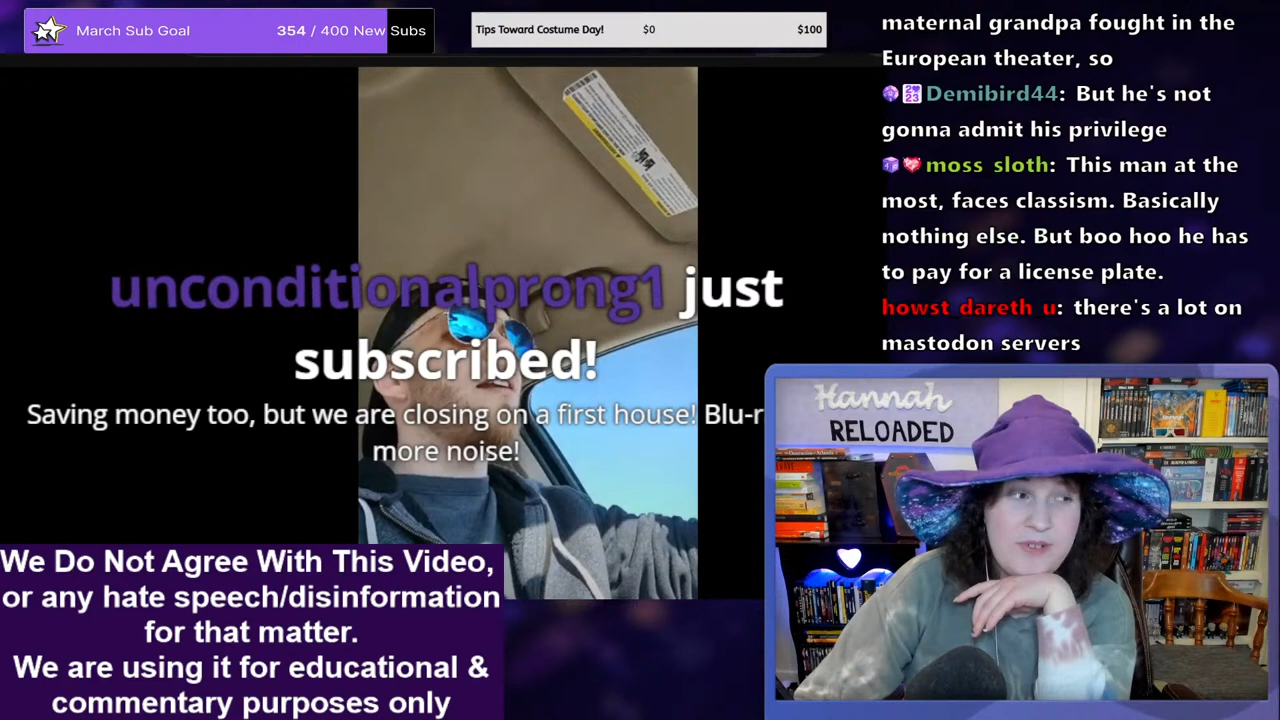 March Sub Goal 354 / 400 New Subs
Tips Toward Costume Day! $0 $100
unconditionalprong1 just
subscribed!
Saving money too, but we are closing on a first house! Blu-r
more noise!
We Do Not Agree With This Video,
or any hate speech/disinformation
for that matter.
We are using it for educational &
commentary purposes only
maternal grandpa fought in the
European theater, so
Demibird44: But he's not
gonna admit his privilege
moss_sloth: This man at the
most, faces classism. Basically
nothing else. But boo hoo he has
to pay for a license plate.
howst_dareth_u: there's a lot on
mastodon servers
Hannah
RELOADED